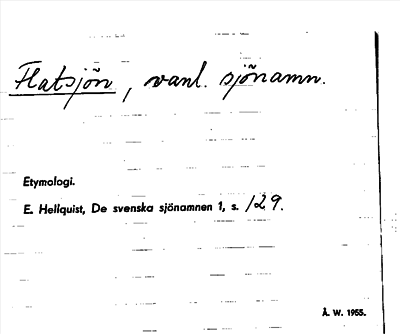 Flatsjön, vanl. sjönamn.
Etymologi.
E. Hellquist, De svenska sjönamnen 1, s. 129.
Å. W. 1955.